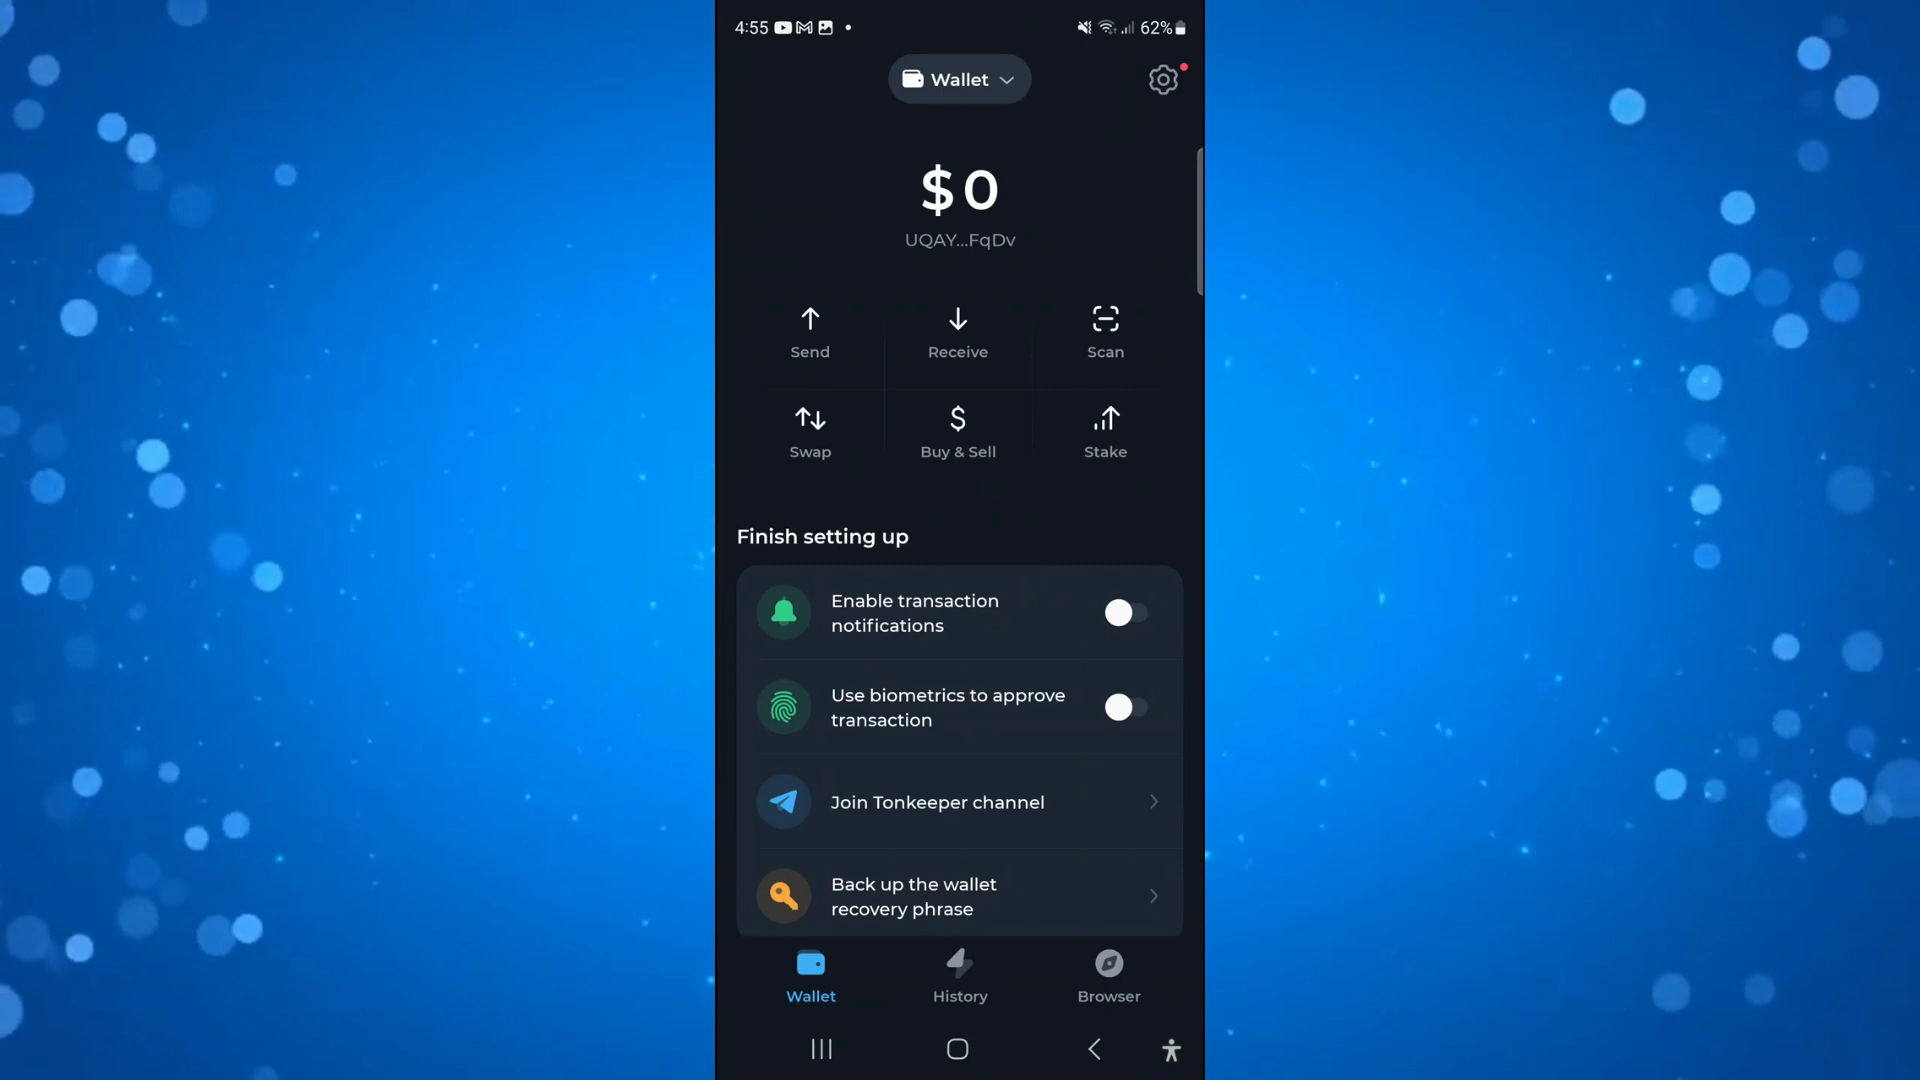 4:55
62%
Wallet
$0
UQAY...FqDv
Send
Receive
Scan
Swap
Buy & Sell
Stake
Finish setting up
Enable transaction
notifications
Use biometrics to approve
transaction
Join Tonkeeper channel
Back up the wallet
recovery phrase
Wallet
History
Browser